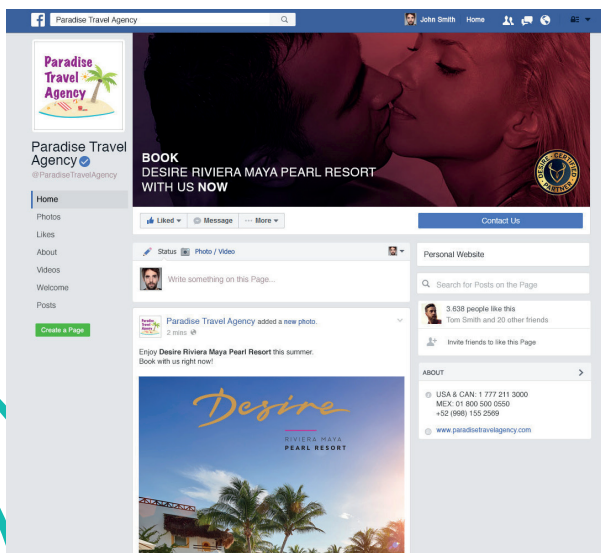 Paradise Travel Agency
John Smith Home
Paradise
Travel
Agency
BOOK
DESIRE RIVIERA MAYA PEARL RESORT
WITH US NOW
DESIRE · CERTIFIED
PARTNER
Paradise Travel
Agency
@ParadiseTravelAgency
Home
Photos
Likes
About
Videos
Welcome
Posts
Create a Page
Liked Message ··· More
Contact Us
Status Photo / Video
Write something on this Page...
Paradise Travel Agency added a new photo.
2 mins
Enjoy Desire Riviera Maya Pearl Resort this summer.
Book with us right now!
Desire
RIVIERA MAYA
PEARL RESORT
Personal Website
Search for Posts on the Page
3.638 people like this
Tom Smith and 20 other friends
Invite friends to like this Page
ABOUT
USA & CAN: 1 777 211 3000
MEX: 01 800 500 0550
+52 (998) 155 2569
www.paradisetravelagency.com